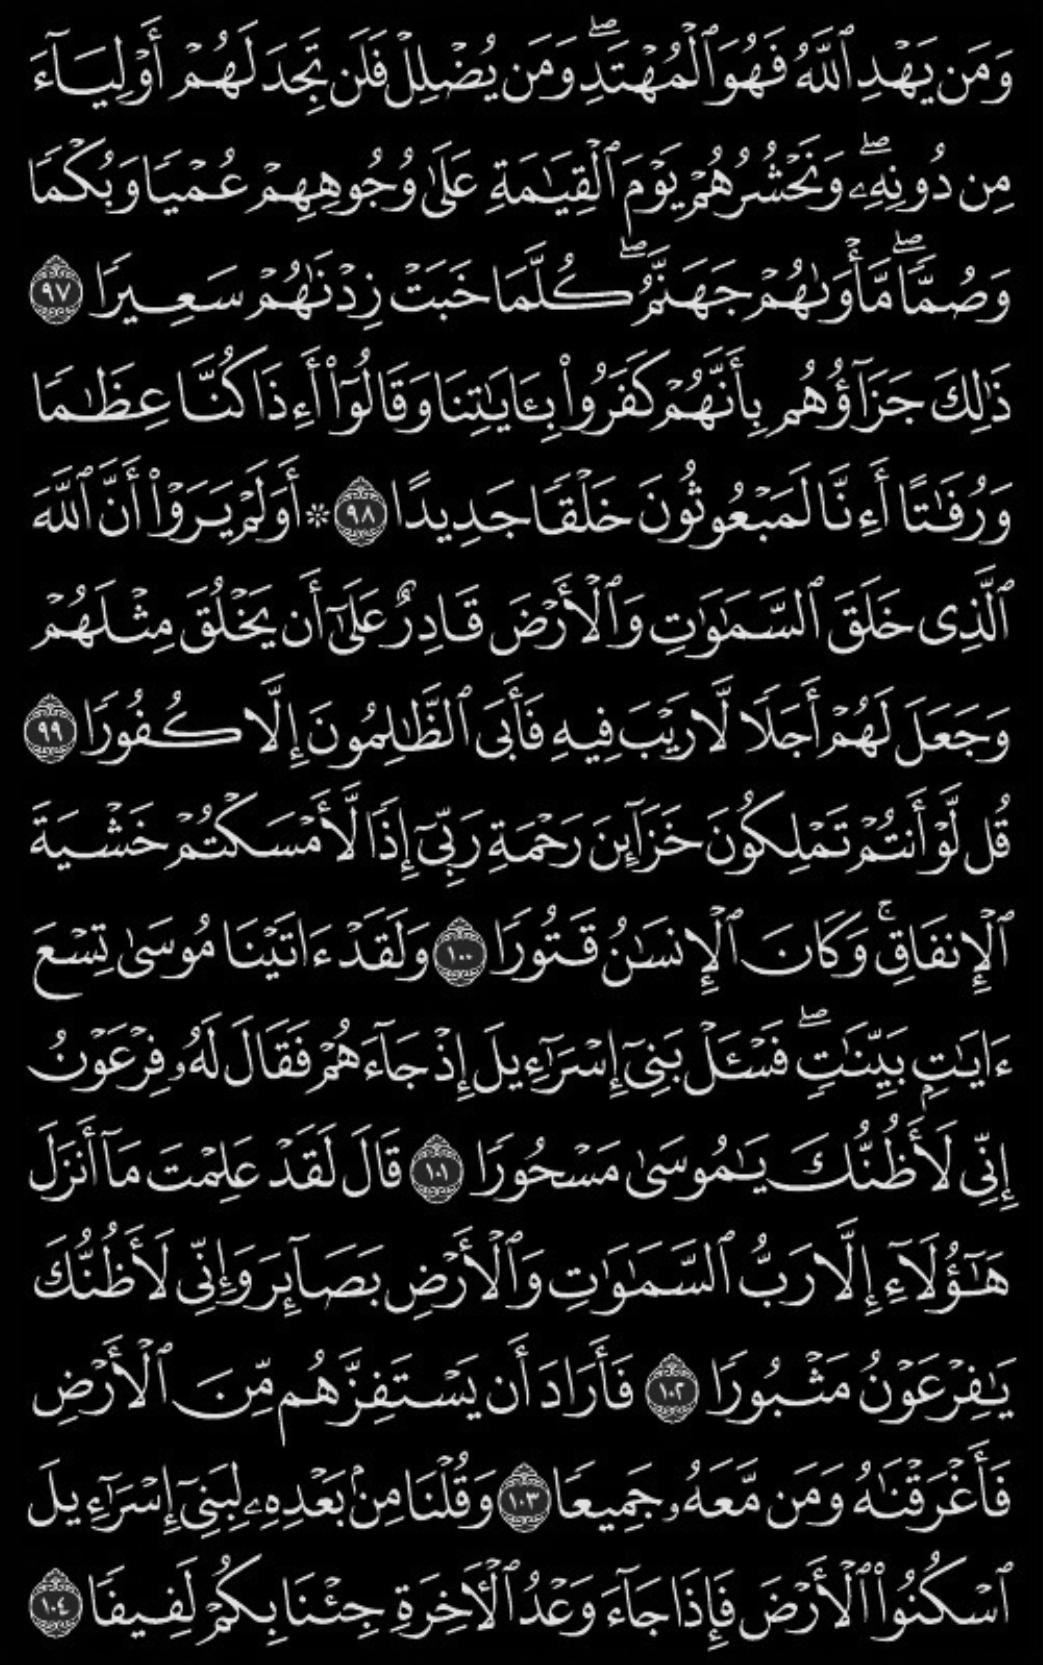 وَمَن يَهْدِ ٱللَّهُ فَهُوَ ٱلْمُهْتَدِ ۖ وَمَن يُضْلِلْ فَلَن تَجِدَ لَهُمْ أَوْلِيَآءَ
مِن دُونِهِۦ ۖ وَنَحْشُرُهُمْ يَوْمَ ٱلْقِيَـٰمَةِ عَلَىٰ وُجُوهِهِمْ عُمْيًا وَبُكْمًا
وَصُمًّا ۖ مَّأْوَىٰهُمْ جَهَنَّمُ ۖ كُلَّمَا خَبَتْ زِدْنَـٰهُمْ سَعِيرًا ٩٧
ذَٰلِكَ جَزَآؤُهُم بِأَنَّهُمْ كَفَرُوا۟ بِـَٔايَـٰتِنَا وَقَالُوٓا۟ أَءِذَا كُنَّا عِظَـٰمًا
وَرُفَـٰتًا أَءِنَّا لَمَبْعُوثُونَ خَلْقًا جَدِيدًا ٩٨ ۞ أَوَلَمْ يَرَوْا۟ أَنَّ ٱللَّهَ
ٱلَّذِى خَلَقَ ٱلسَّمَـٰوَٰتِ وَٱلْأَرْضَ قَادِرٌ عَلَىٰٓ أَن يَخْلُقَ مِثْلَهُمْ
وَجَعَلَ لَهُمْ أَجَلًا لَّا رَيْبَ فِيهِ فَأَبَى ٱلظَّـٰلِمُونَ إِلَّا كُفُورًا ٩٩
قُل لَّوْ أَنتُمْ تَمْلِكُونَ خَزَآئِنَ رَحْمَةِ رَبِّىٓ إِذًا لَّأَمْسَكْتُمْ خَشْيَةَ
ٱلْإِنفَاقِ ۚ وَكَانَ ٱلْإِنسَـٰنُ قَتُورًا ١٠٠ وَلَقَدْ ءَاتَيْنَا مُوسَىٰ تِسْعَ
ءَايَـٰتٍۭ بَيِّنَـٰتٍ ۖ فَسْـَٔلْ بَنِىٓ إِسْرَٰٓءِيلَ إِذْ جَآءَهُمْ فَقَالَ لَهُۥ فِرْعَوْنُ
إِنِّى لَأَظُنُّكَ يَـٰمُوسَىٰ مَسْحُورًا ١٠١ قَالَ لَقَدْ عَلِمْتَ مَآ أَنزَلَ
هَـٰٓؤُلَآءِ إِلَّا رَبُّ ٱلسَّمَـٰوَٰتِ وَٱلْأَرْضِ بَصَآئِرَ وَإِنِّى لَأَظُنُّكَ
يَـٰفِرْعَوْنُ مَثْبُورًا ١٠٢ فَأَرَادَ أَن يَسْتَفِزَّهُم مِّنَ ٱلْأَرْضِ
فَأَغْرَقْنَـٰهُ وَمَن مَّعَهُۥ جَمِيعًا ١٠٣ وَقُلْنَا مِنۢ بَعْدِهِۦ لِبَنِىٓ إِسْرَٰٓءِيلَ
ٱسْكُنُوا۟ ٱلْأَرْضَ فَإِذَا جَآءَ وَعْدُ ٱلْـَٔاخِرَةِ جِئْنَا بِكُمْ لَفِيفًا ١٠٤